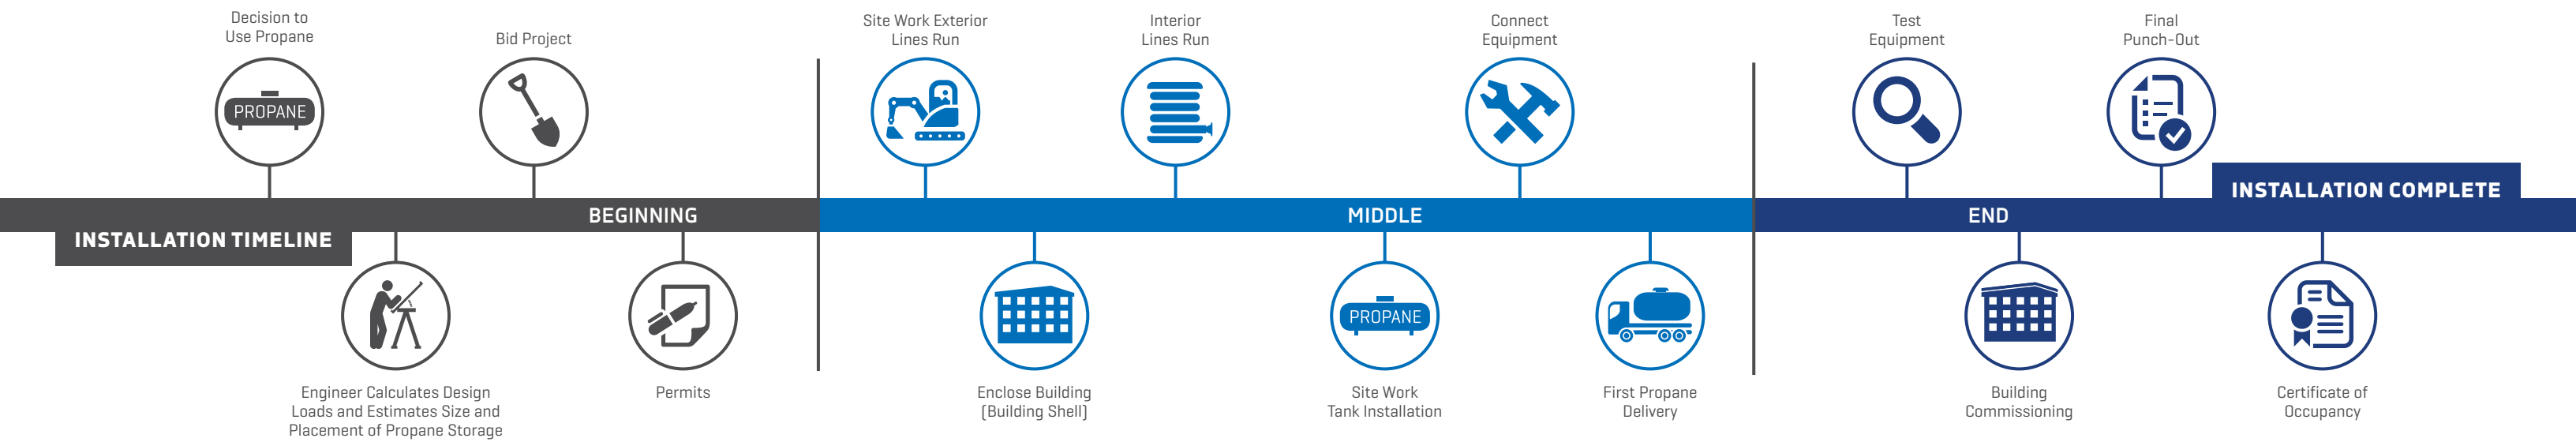 Decision to
Use Propane
PROPANE
Bid Project
Site Work Exterior
Lines Run
Interior
Lines Run
Connect
Equipment
Test
Equipment
Final
Punch-Out
INSTALLATION COMPLETE
BEGINNING
MIDDLE
END
INSTALLATION TIMELINE
Engineer Calculates Design
Loads and Estimates Size and
Placement of Propane Storage
Permits
Enclose Building
(Building Shell)
PROPANE
Site Work
Tank Installation
First Propane
Delivery
Building
Commissioning
Certificate of
Occupancy